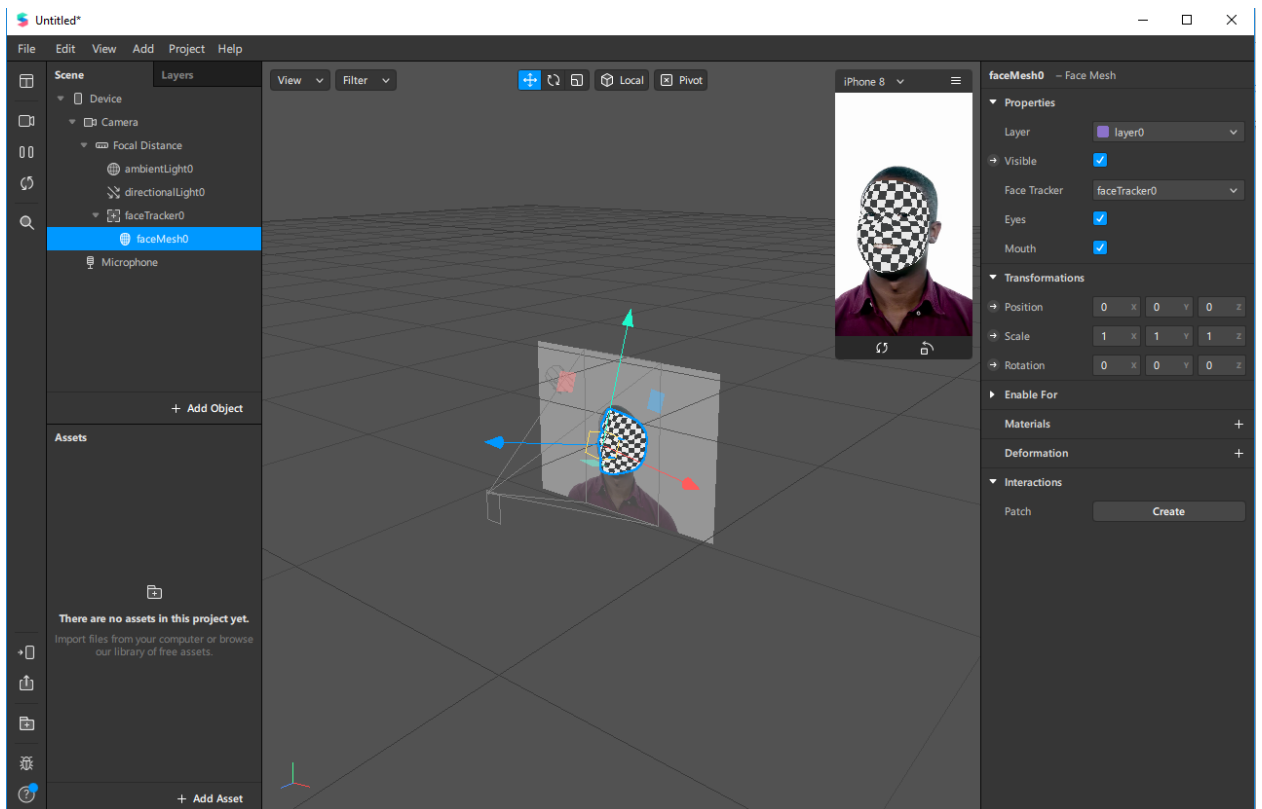 Untitled*
File Edit View Add Project Help
Scene Layers
Device
Camera
Focal Distance
ambientLight0
directionalLight0
faceTracker0
faceMesh0
Microphone
+ Add Object
Assets
There are no assets in this project yet.
Import files from your computer or browse
our library of free assets.
+ Add Asset
View Filter Local Pivot
iPhone 8
faceMesh0 – Face Mesh
Properties
Layer layer0
Visible
Face Tracker faceTracker0
Eyes
Mouth
Transformations
Position 0 X 0 Y 0 Z
Scale 1 X 1 Y 1 Z
Rotation 0 X 0 Y 0 Z
Enable For
Materials +
Deformation +
Interactions
Patch Create